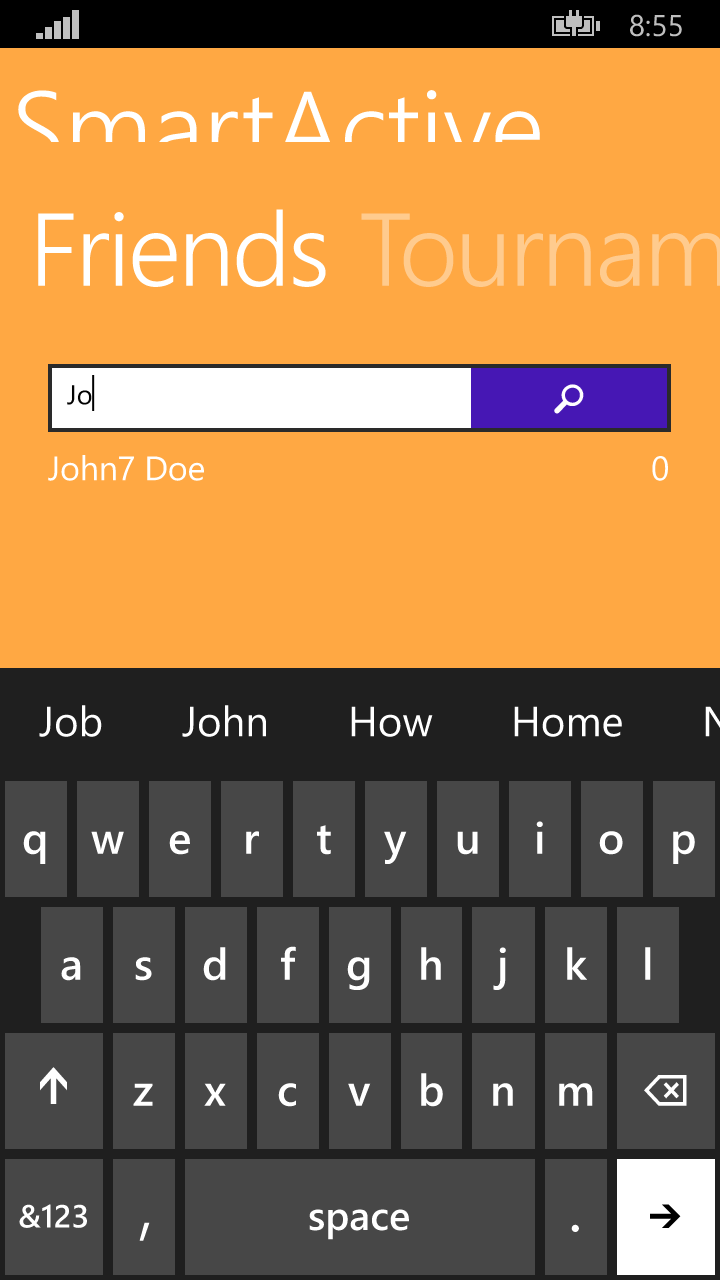 8:55
SmartActive
Friends Tournam
Jo
John7 Doe 0
Job John How Home N
q w e r t y u i o p
a s d f g h j k l
z x c v b n m
&123 , space .